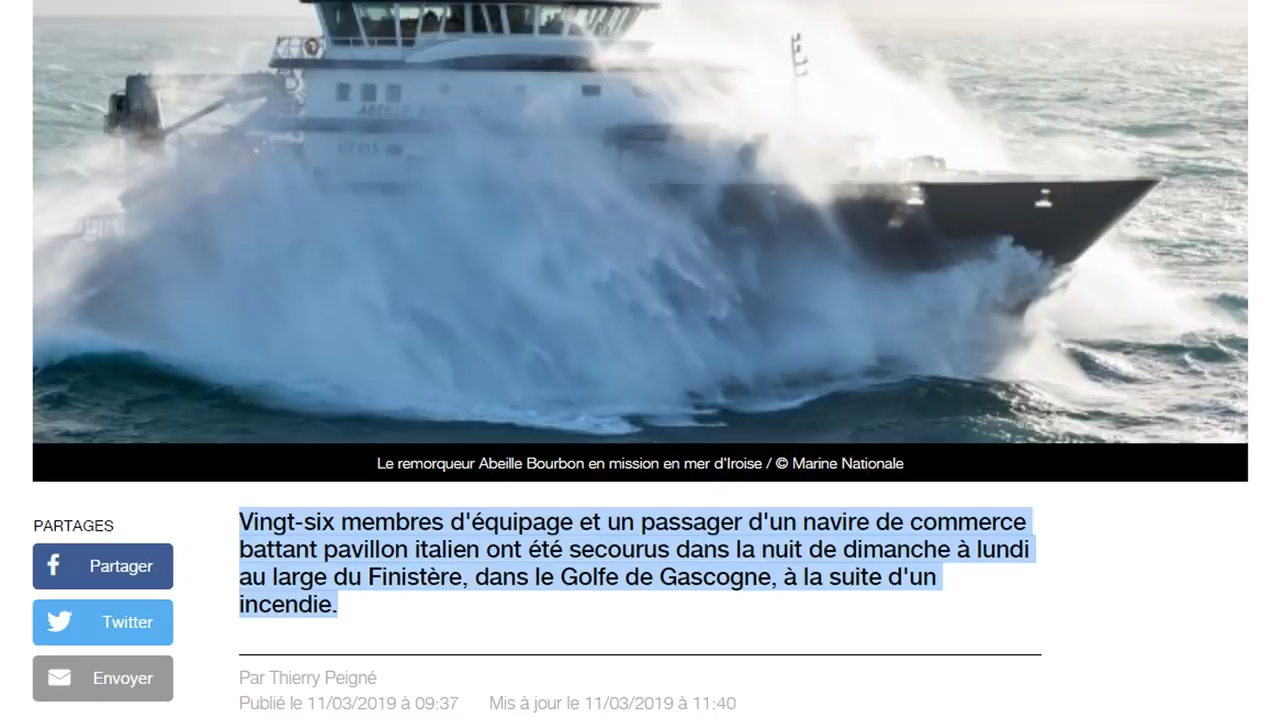 ABEILLE BOURBON
Le remorqueur Abeille Bourbon en mission en mer d'Iroise / © Marine Nationale
PARTAGES
Partager
Twitter
Envoyer
Vingt-six membres d'équipage et un passager d'un navire de commerce
battant pavillon italien ont été secourus dans la nuit de dimanche à lundi
au large du Finistère, dans le Golfe de Gascogne, à la suite d'un
incendie.
Par Thierry Peigné
Publié le 11/03/2019 à 09:37 Mis à jour le 11/03/2019 à 11:40